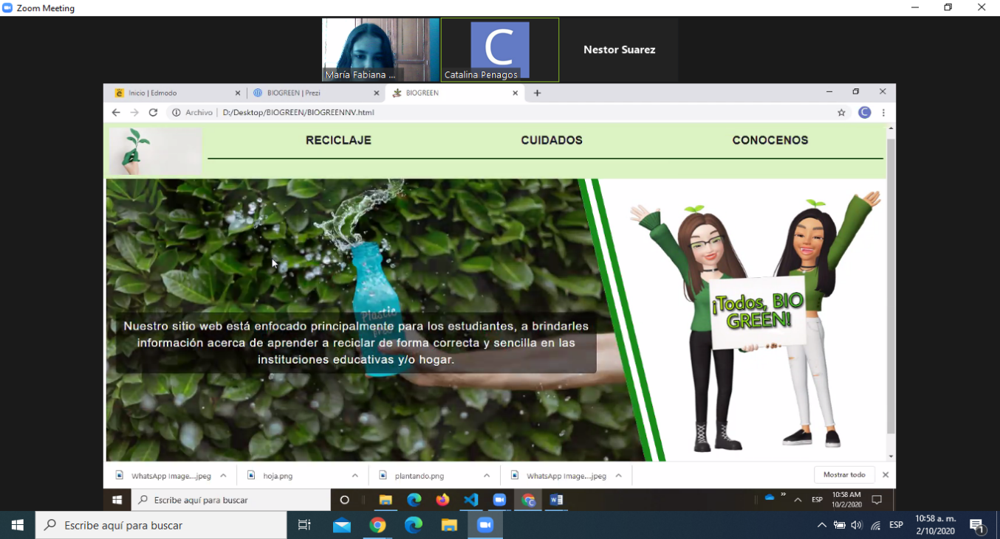 Zoom Meeting
María Fabiana ...
C
Catalina Penagos
Nestor Suarez
Inicio | Edmodo
BIOGREEN | Prezi
BIOGREEN
Archivo | D:/Desktop/BIOGREEN/BIOGREENNV.html
C
RECICLAJE
CUIDADOS
CONOCENOS
Plastic
free
¡Todos, BIO
GREEN!
Nuestro sitio web está enfocado principalmente para los estudiantes, a brindarles
información acerca de aprender a reciclar de forma correcta y sencilla en las
instituciones educativas y/o hogar.
WhatsApp Image....jpeg
hoja.png
plantando.png
WhatsApp Image....jpeg
Mostrar todo
Escribe aquí para buscar
ESP
10:58 AM
10/2/2020
Escribe aquí para buscar
ESP
10:58 a. m.
2/10/2020
1